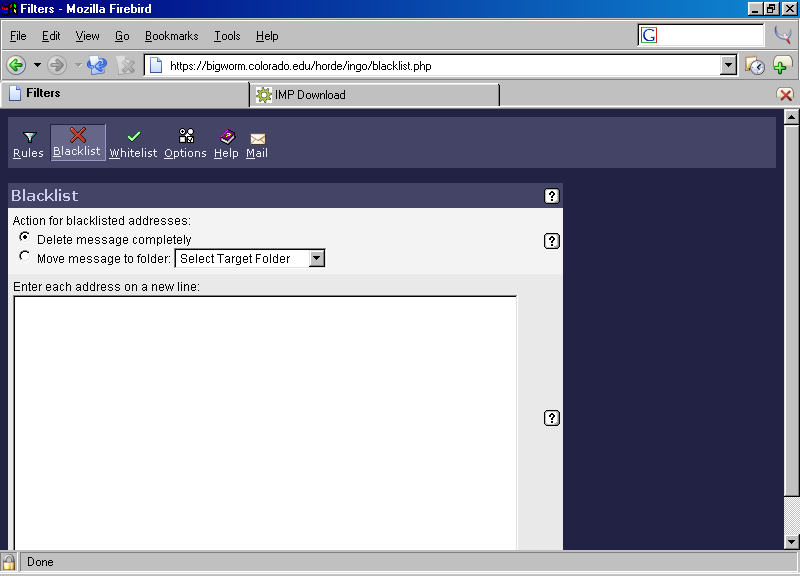 Filters - Mozilla Firebird
File Edit View Go Bookmarks Tools Help
G
https://bigworm.colorado.edu/horde/ingo/blacklist.php
Filters
IMP Download
Rules Blacklist Whitelist Options Help Mail
Blacklist ?
Action for blacklisted addresses:
Delete message completely
?
Move message to folder: Select Target Folder
Enter each address on a new line:
?
Done